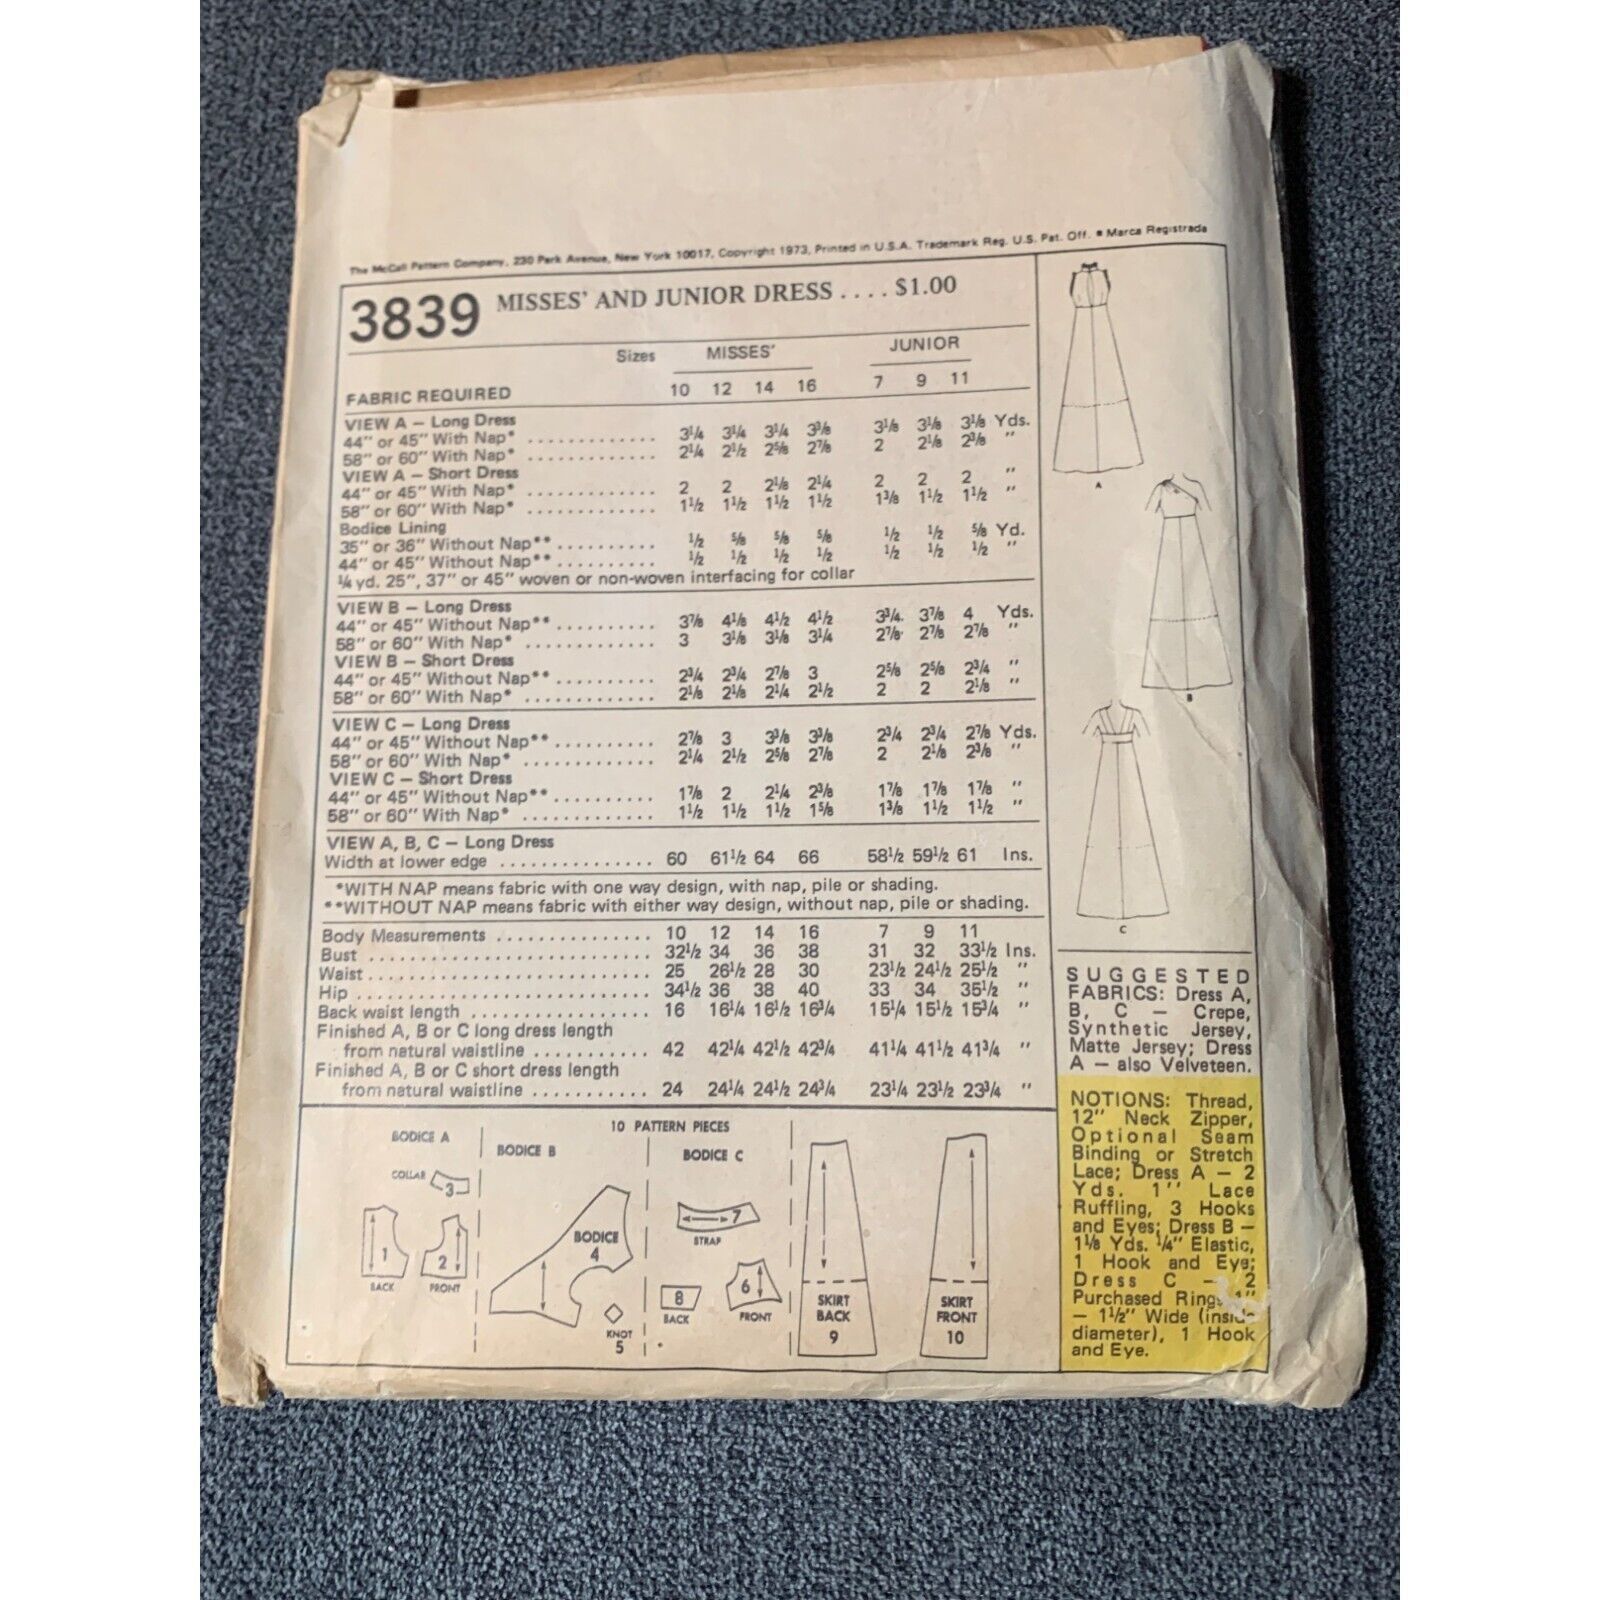 The McCall Pattern Company, 230 Park Avenue, New York 10017, Copyright 1973, Printed in U.S.A. Trademark Reg. U.S. Pat. Off. • Marca Registrada
3839 MISSES' AND JUNIOR DRESS .... $1.00
Sizes MISSES' JUNIOR
FABRIC REQUIRED 10 12 14 16 7 9 11
VIEW A — Long Dress
44" or 45" With Nap* ............. 3¼ 3¼ 3¼ 3⅜ 3⅛ 3⅛ 3⅛ Yds.
58" or 60" With Nap* ............. 2¼ 2½ 2⅝ 2⅞ 2 2⅛ 2⅜ "
VIEW A — Short Dress
44" or 45" With Nap* ............. 2 2 2⅛ 2¼ 2 2 2 "
58" or 60" With Nap* ............. 1½ 1½ 1½ 1½ 1⅜ 1½ 1½ "
Bodice Lining
35" or 36" Without Nap** .......... ½ ⅝ ⅝ ⅝ ½ ½ ⅝ Yd.
44" or 45" Without Nap** .......... ½ ½ ½ ½ ½ ½ ½ "
¼ yd. 25", 37" or 45" woven or non-woven interfacing for collar
VIEW B — Long Dress
44" or 45" Without Nap** .......... 3⅞ 4⅛ 4½ 4½ 3¾ 3⅞ 4 Yds.
58" or 60" With Nap* ............. 3 3⅛ 3⅛ 3¼ 2⅞ 2⅞ 2⅞ "
VIEW B — Short Dress
44" or 45" Without Nap** .......... 2¾ 2¾ 2⅞ 3 2⅝ 2⅝ 2¾ "
58" or 60" With Nap* ............. 2⅛ 2⅛ 2¼ 2½ 2 2 2⅛ "
VIEW C — Long Dress
44" or 45" Without Nap** .......... 2⅞ 3 3⅜ 3⅜ 2¾ 2¾ 2⅞ Yds.
58" or 60" With Nap* ............. 2¼ 2½ 2⅝ 2⅞ 2 2⅛ 2⅜ "
VIEW C — Short Dress
44" or 45" Without Nap** .......... 1⅞ 2 2¼ 2⅜ 1⅞ 1⅞ 1⅞ "
58" or 60" With Nap* ............. 1½ 1½ 1½ 1⅝ 1⅜ 1½ 1½ "
VIEW A, B, C — Long Dress
Width at lower edge ............... 60 61½ 64 66 58½ 59½ 61 Ins.
*WITH NAP means fabric with one way design, with nap, pile or shading.
**WITHOUT NAP means fabric with either way design, without nap, pile or shading.
Body Measurements ............... 10 12 14 16 7 9 11
Bust ............................ 32½ 34 36 38 31 32 33½ Ins.
Waist ............................ 25 26½ 28 30 23½ 24½ 25½ "
Hip ............................. 34½ 36 38 40 33 34 35½ "
Back waist length ................. 16 16¼ 16½ 16¾ 15¼ 15½ 15¾ "
Finished A, B or C long dress length
from natural waistline ........... 42 42¼ 42½ 42¾ 41¼ 41½ 41¾ "
Finished A, B or C short dress length
from natural waistline ........... 24 24¼ 24½ 24¾ 23¼ 23½ 23¾ "
A
B
C
SUGGESTED
FABRICS: Dress A,
B, C — Crepe,
Synthetic Jersey,
Matte Jersey; Dress
A — also Velveteen.
NOTIONS: Thread,
12" Neck Zipper,
Optional Seam
Binding or Stretch
Lace; Dress A — 2
Yds. 1" Lace
Ruffling, 3 Hooks
and Eyes; Dress B —
1⅛ Yds. ¼" Elastic,
1 Hook and Eye;
Dress C — 2
Purchased Rings 1"
— 1½" Wide (inside
diameter), 1 Hook
and Eye.
10 PATTERN PIECES
BODICE A
COLLAR 3
1 BACK
2 FRONT
BODICE B
BODICE 4
KNOT 5
BODICE C
7 STRAP
8 BACK
6 FRONT
SKIRT BACK 9
SKIRT FRONT 10